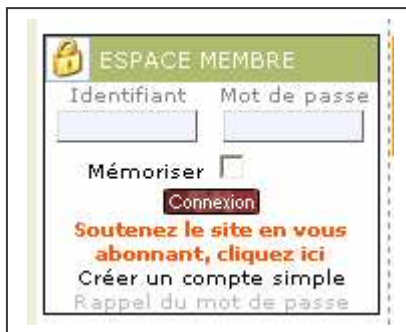 ESPACE MEMBRE
Identifiant Mot de passe
Mémoriser
Connexion
Soutenez le site en vous
abonnant, cliquez ici
Créer un compte simple
Rappel du mot de passe